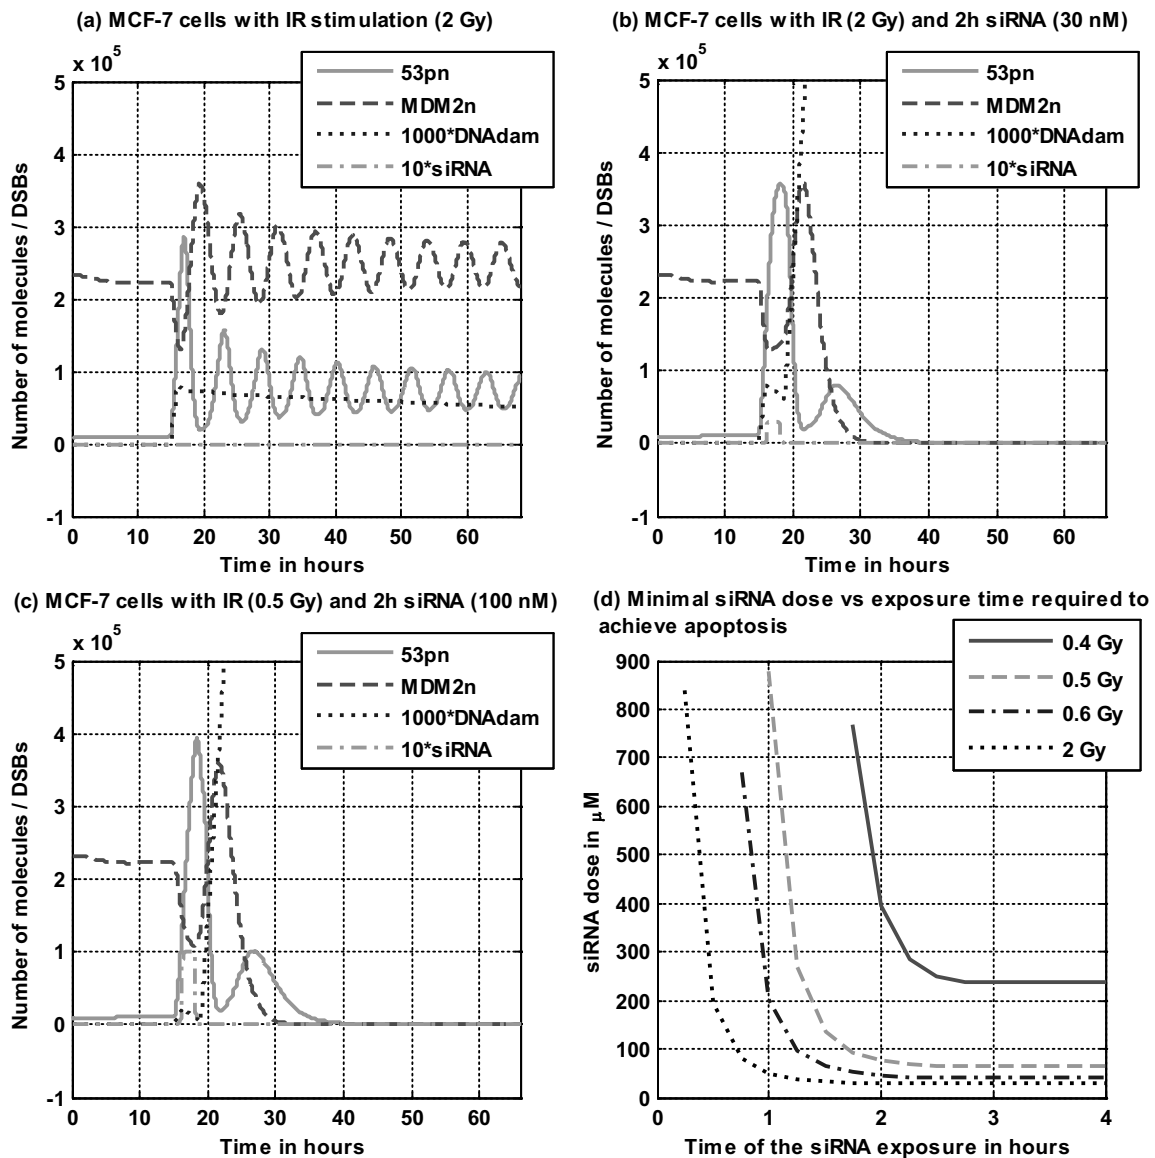 (a) MCF-7 cells with IR stimulation (2 Gy)
x 10^5
53pn
MDM2n
1000*DNAdam
10*siRNA
5
4
3
2
1
0
-1
Number of molecules / DSBs
0 10 20 30 40 50 60
Time in hours
(b) MCF-7 cells with IR (2 Gy) and 2h siRNA (30 nM)
x 10^5
53pn
MDM2n
1000*DNAdam
10*siRNA
5
4
3
2
1
0
-1
Number of molecules / DSBs
0 10 20 30 40 50 60
Time in hours
(c) MCF-7 cells with IR (0.5 Gy) and 2h siRNA (100 nM)
x 10^5
53pn
MDM2n
1000*DNAdam
10*siRNA
5
4
3
2
1
0
-1
Number of molecules / DSBs
0 10 20 30 40 50 60
Time in hours
(d) Minimal siRNA dose vs exposure time required to
achieve apoptosis
0.4 Gy
0.5 Gy
0.6 Gy
2 Gy
900
800
700
600
500
400
300
200
100
0
siRNA dose in μM
0 1 2 3 4
Time of the siRNA exposure in hours